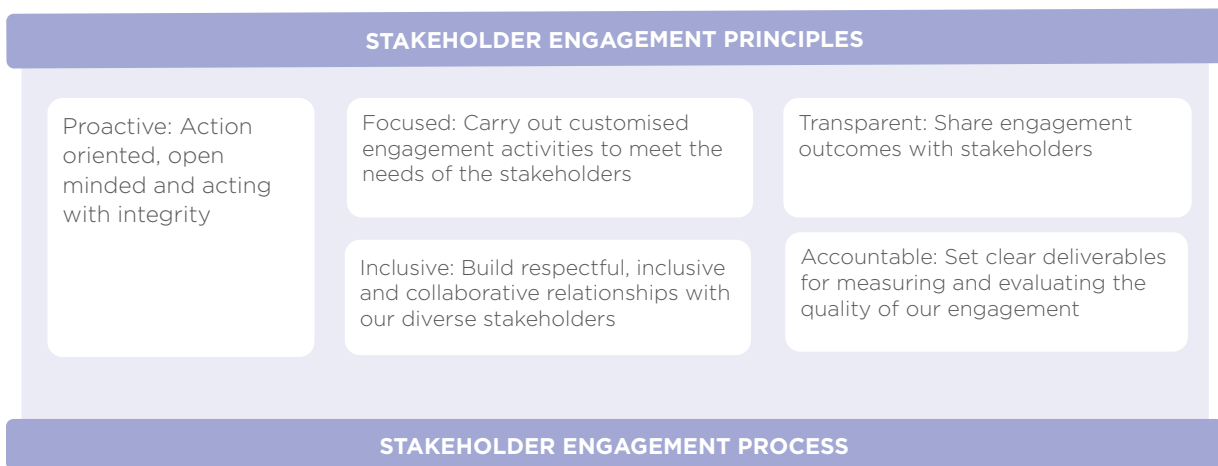 STAKEHOLDER ENGAGEMENT PRINCIPLES
Proactive: Action
oriented, open
minded and acting
with integrity
Focused: Carry out customised
engagement activities to meet the
needs of the stakeholders
Transparent: Share engagement
outcomes with stakeholders
Inclusive: Build respectful, inclusive
and collaborative relationships with
our diverse stakeholders
Accountable: Set clear deliverables
for measuring and evaluating the
quality of our engagement
STAKEHOLDER ENGAGEMENT PROCESS